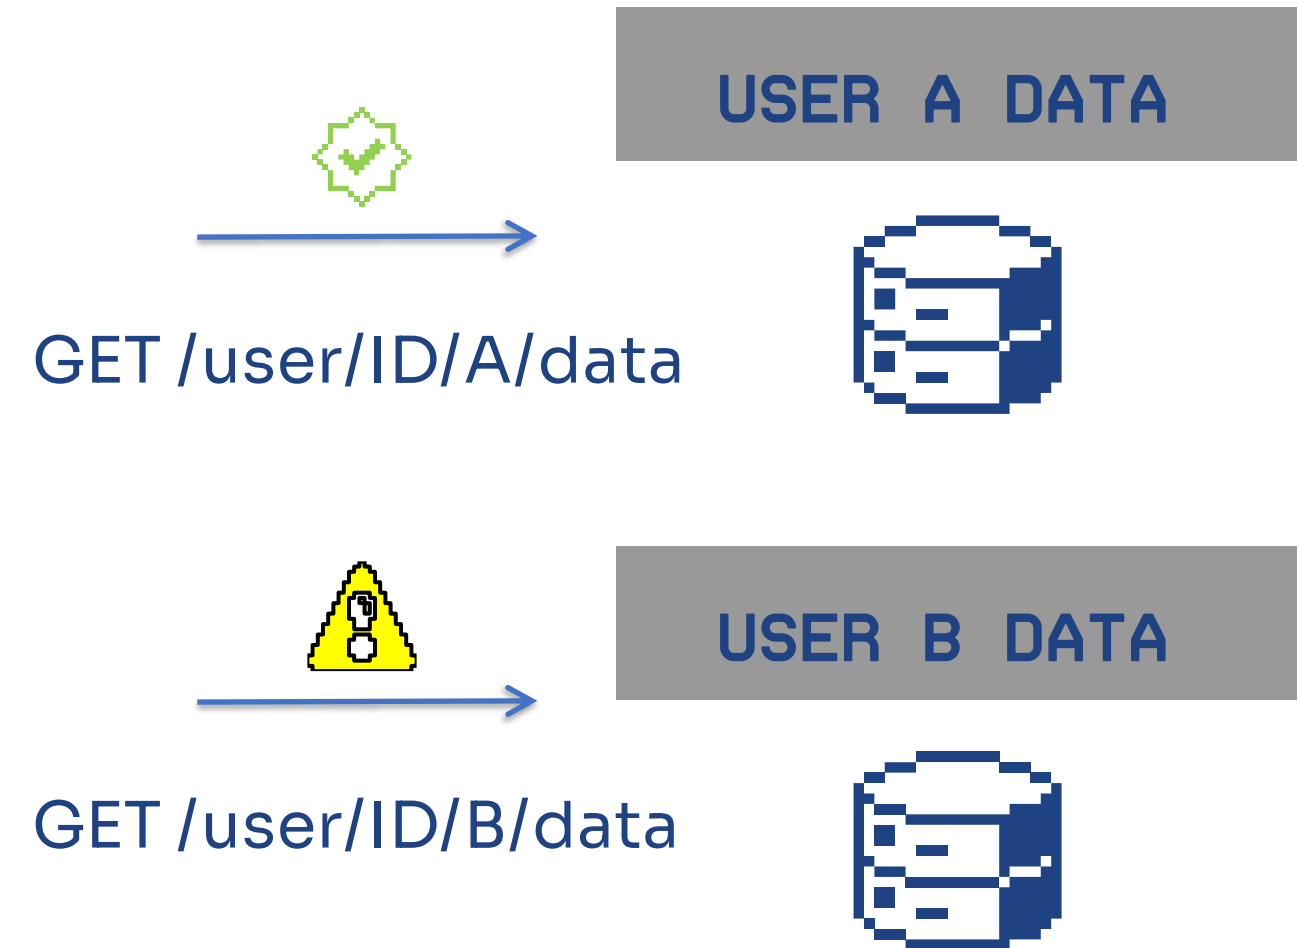 USER A DATA
GET /user/ID/A/data
USER B DATA
GET /user/ID/B/data